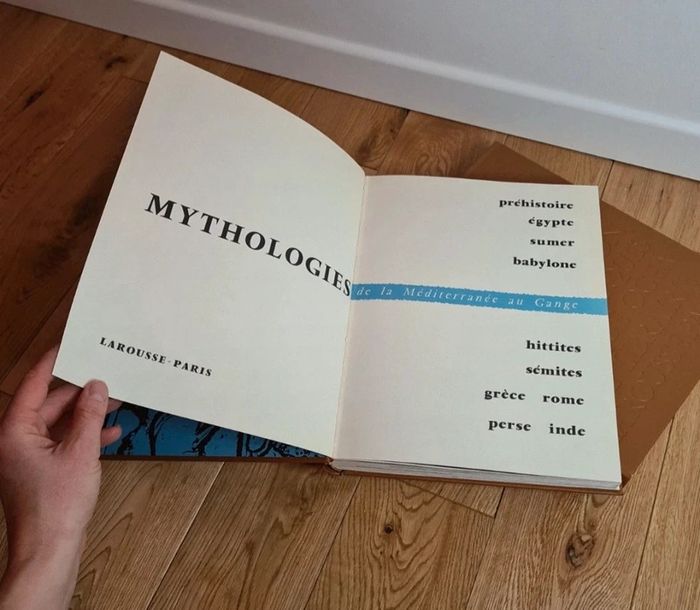 MYTHOLOGIES
LAROUSSE-PARIS
préhistoire
égypte
sumer
babylone
de la Méditerranée au Gange
hittites
sémites
grèce rome
perse inde